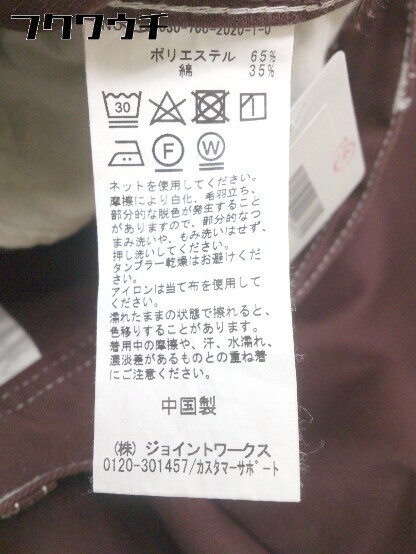 フクワウチ
030-700-2020-1-0
ポリエステル 65%
綿 35%
30
F W
ネットを使用してください。
摩擦により白化、毛羽立ち、
部分的な脱色が発生すること
がありますので、部分的なつ
まみ洗いや、もみ洗いはせず、
押し洗いしてください。
タンブラー乾燥はお避けくださ
い。
アイロンは当て布を使用して
ください。
濡れたままの状態で擦れると、
色移りすることがあります。
着用中の摩擦や、汗、水濡れ、
濃淡差があるものとの重ね着
にご注意ください。
中国製
(株) ジョイントワークス
0120-301457/カスタマーサポート